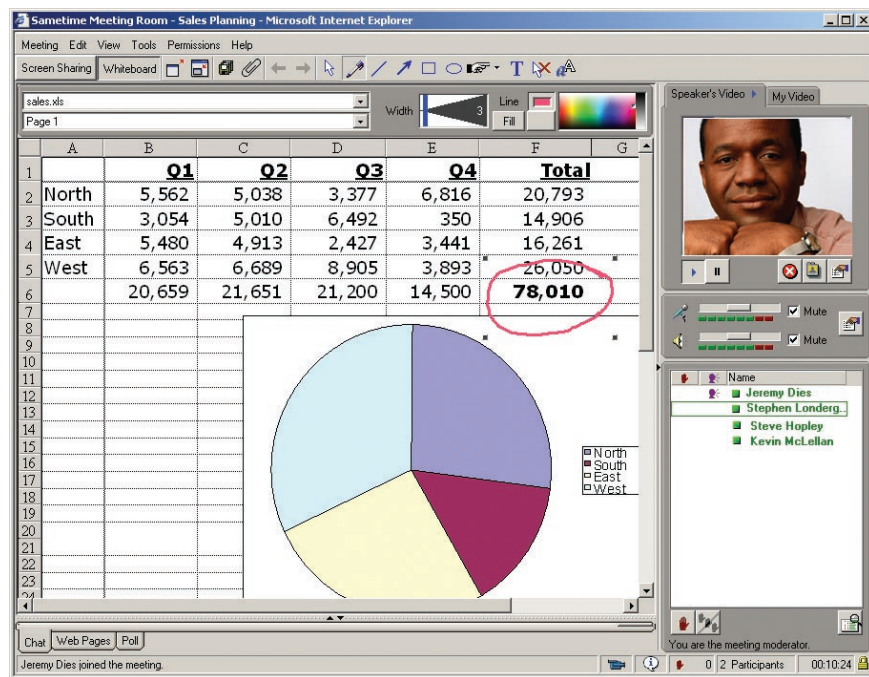 Sametime Meeting Room - Sales Planning - Microsoft Internet Explorer
Meeting Edit View Tools Permissions Help
Screen Sharing Whiteboard T A
sales.xls
Page 1
Width 3 Line Fill
Speaker's Video My Video
A B C D E F G
1 Q1 Q2 Q3 Q4 Total
2 North 5,562 5,038 3,377 6,816 20,793
3 South 3,054 5,010 6,492 350 14,906
4 East 5,480 4,913 2,427 3,441 16,261
5 West 6,563 6,689 8,905 3,893 26,050
6 20,659 21,651 21,200 14,500 78,010
7
8
9
10
11
12
13
14
15
16
17
18
19
20
21
22
23
24
North
South
East
West
Mute
Mute
Name
Jeremy Dies
Stephen Londerg..
Steve Hopley
Kevin McLellan
You are the meeting moderator.
Chat Web Pages Poll
Jeremy Dies joined the meeting.
0 2 Participants 00:10:24